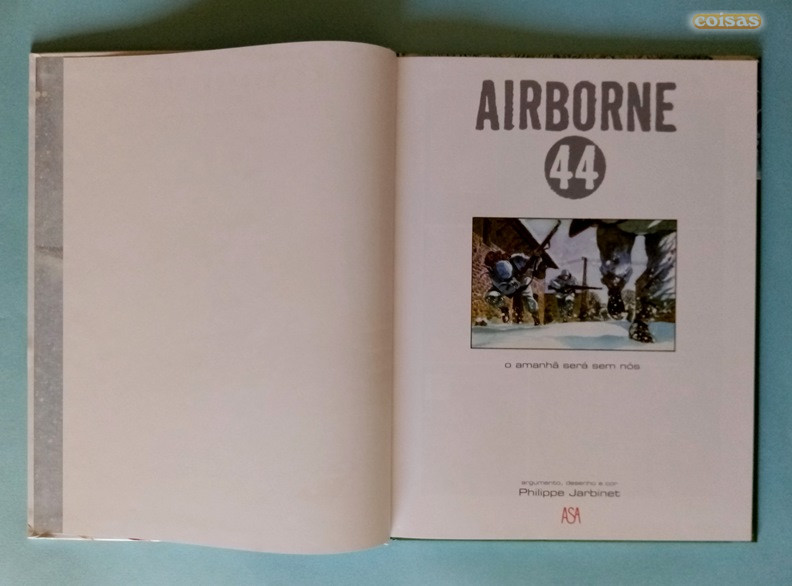 coisas
AIRBORNE
44
o amanhã será sem nós
argumento, desenho e cor
Philippe Jarbinet
ASA